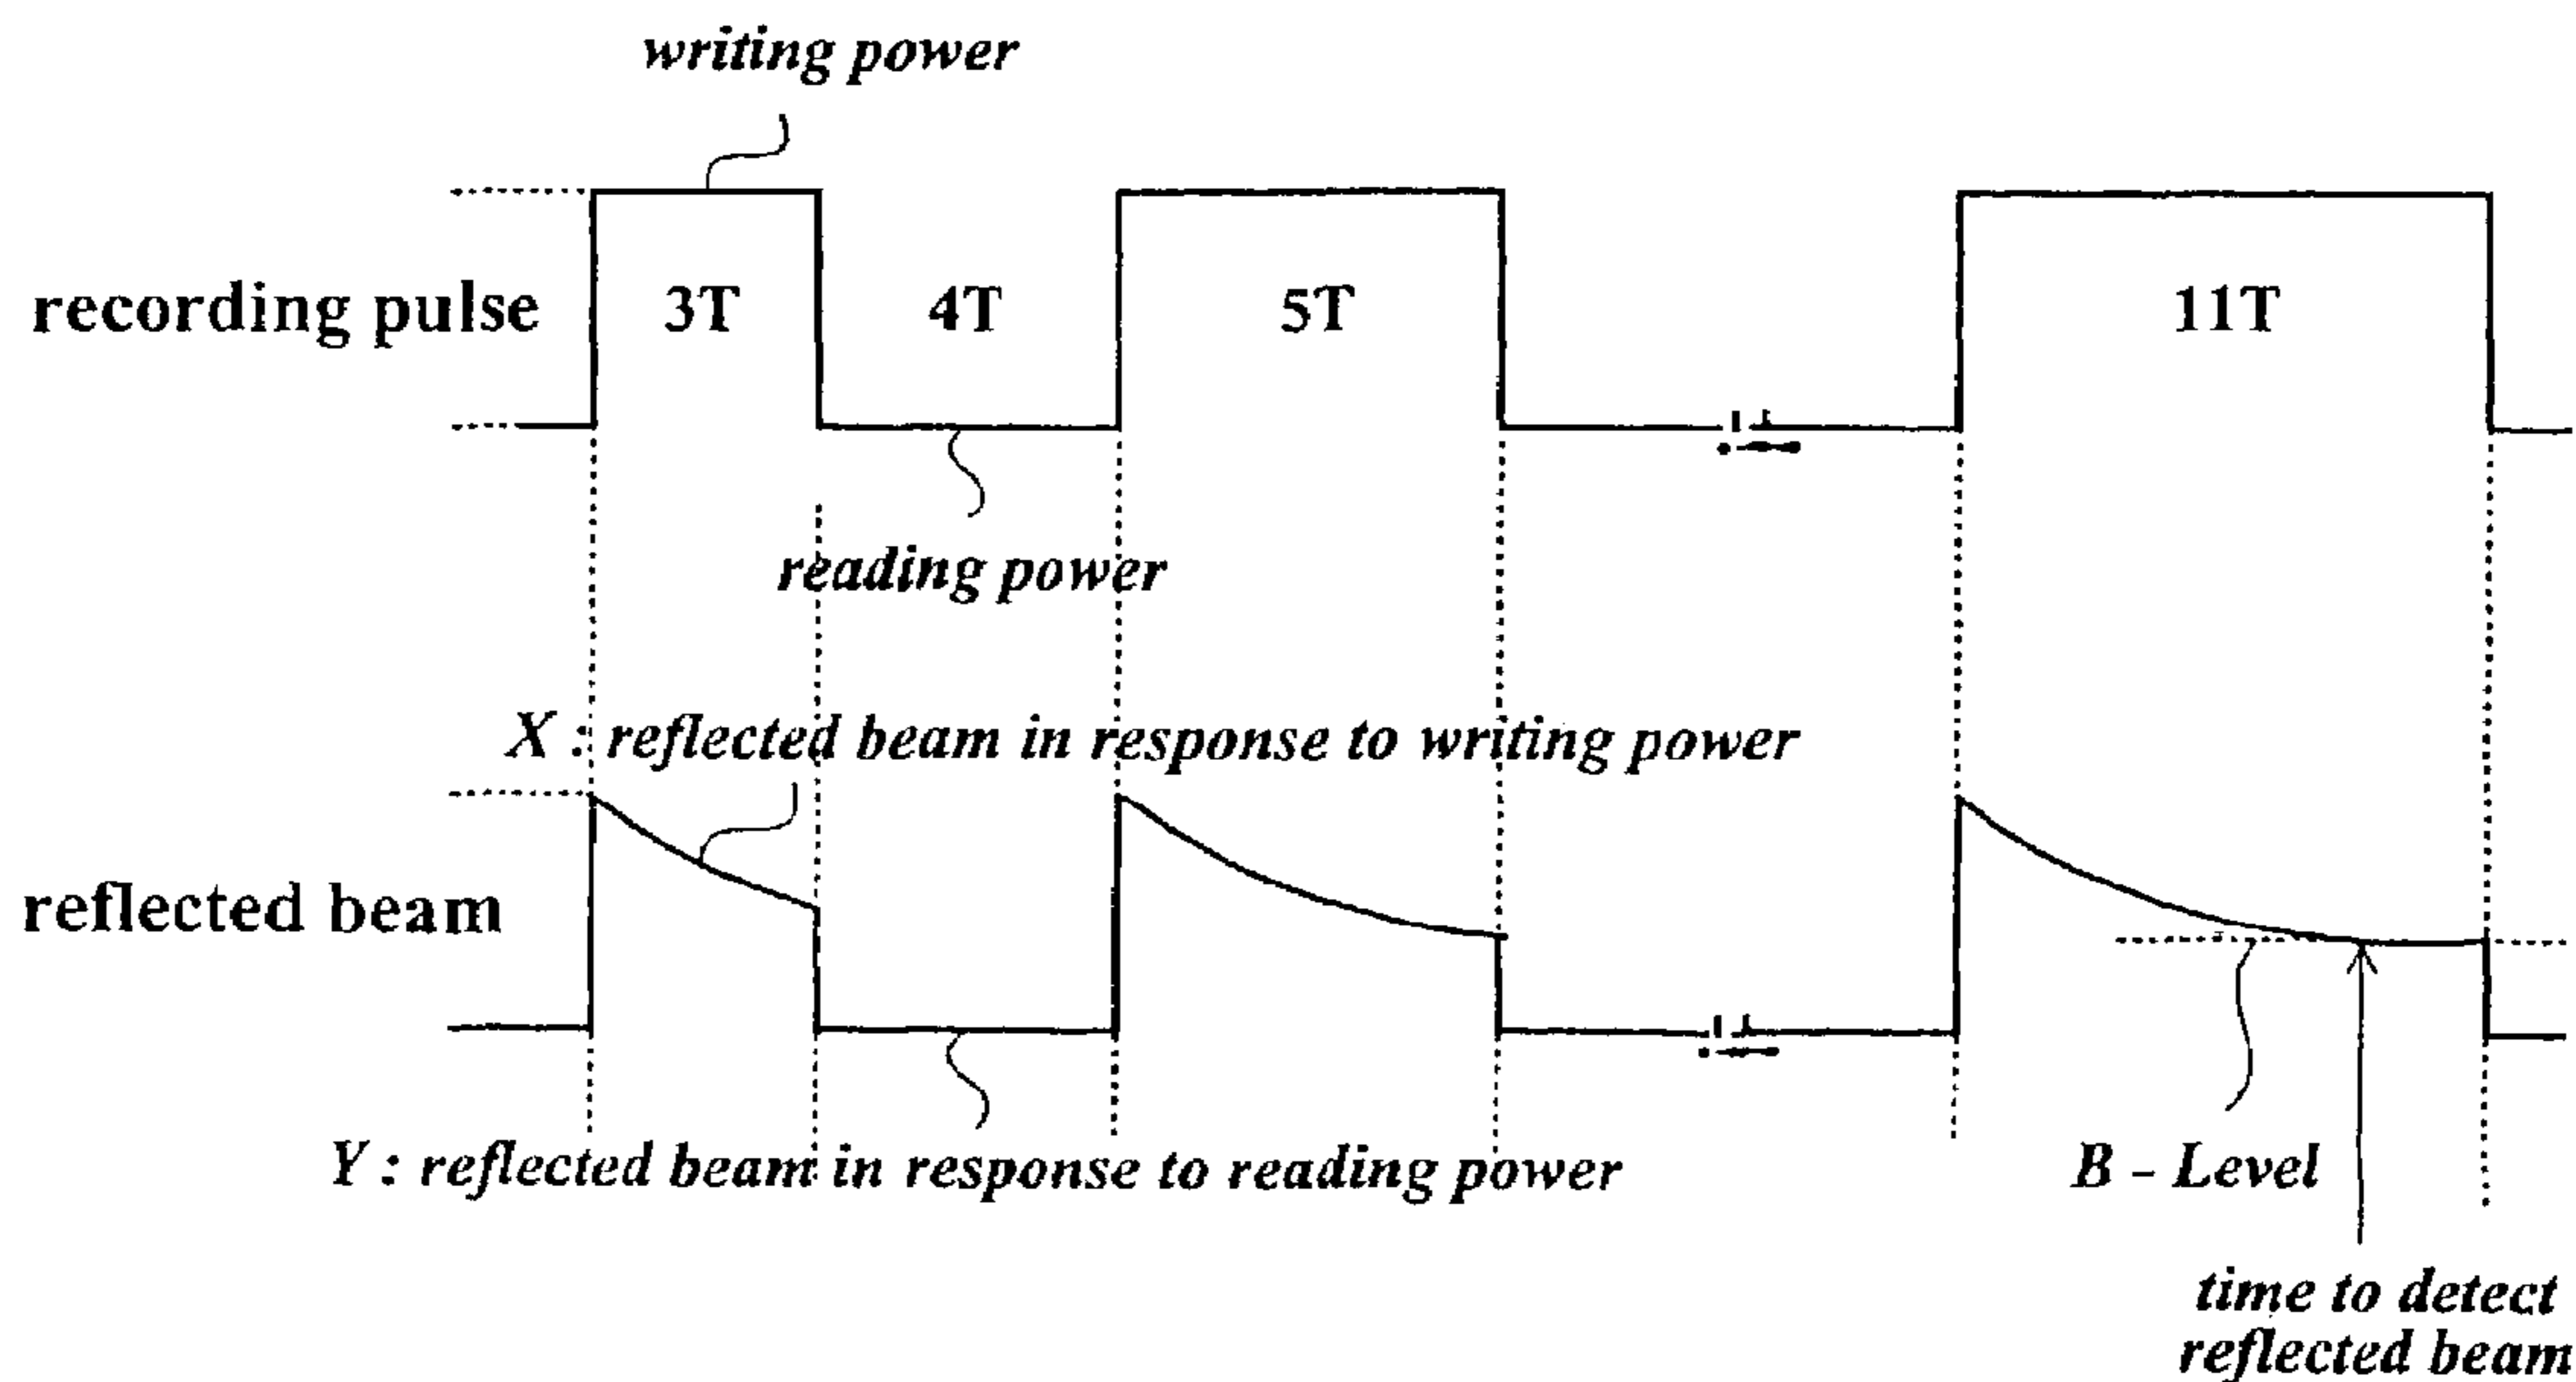 writing power
recording pulse
3T
4T
5T
11T
reading power
X : reflected beam in response to writing power
reflected beam
Y : reflected beam in response to reading power
B - Level
time to detect
reflected beam